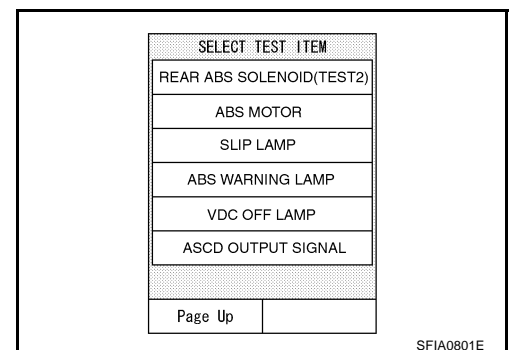 SELECT TEST ITEM
REAR ABS SOLENOID(TEST2)
ABS MOTOR
SLIP LAMP
ABS WARNING LAMP
VDC OFF LAMP
ASCD OUTPUT SIGNAL
Page Up
SFIA0801E